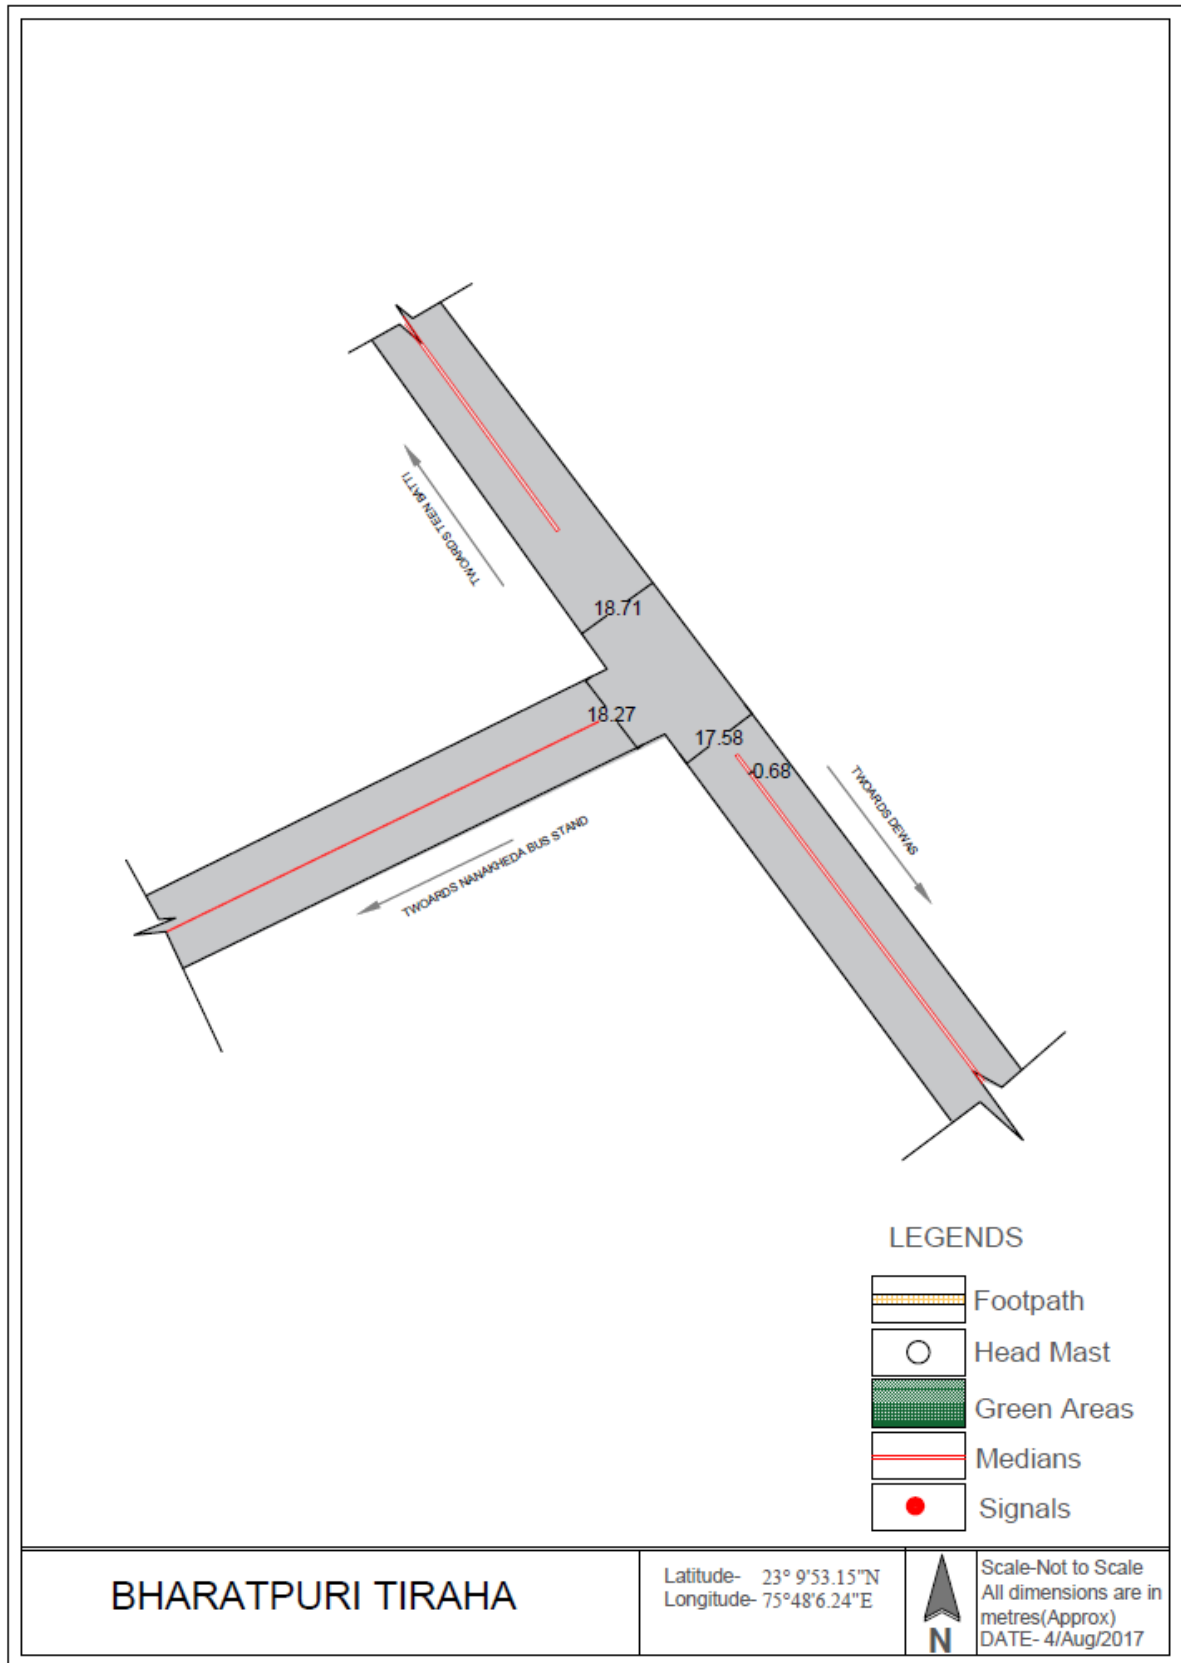 TWOARDS TEEN BATTI
18.71
18.27
17.58
0.68
TWOARDS DEWAS
TWOARDS NANAKHEDA BUS STAND
LEGENDS
Footpath
Head Mast
Green Areas
Medians
Signals
BHARATPURI TIRAHA
Latitude- 23° 9'53.15"N
Longitude- 75°48'6.24"E
N
Scale-Not to Scale
All dimensions are in
metres(Approx)
DATE- 4/Aug/2017